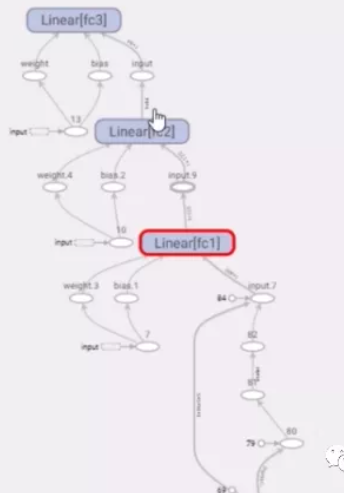 Linear[fc3]
weight bias input
13
input
Linear[fc2]
weight.4 bias.2 input.9
10
input
Linear[fc1]
weight.3 bias.1 input.7
84
7
input
82
81
80
79
69